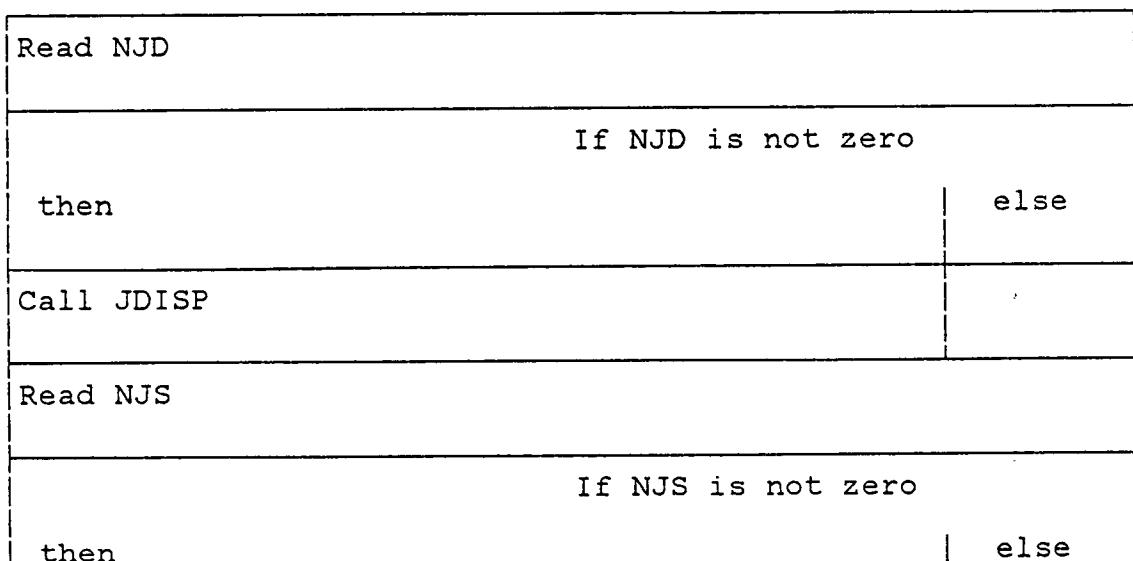 Read NJD
If NJD is not zero
then else
Call JDISP
Read NJS
If NJS is not zero
then else